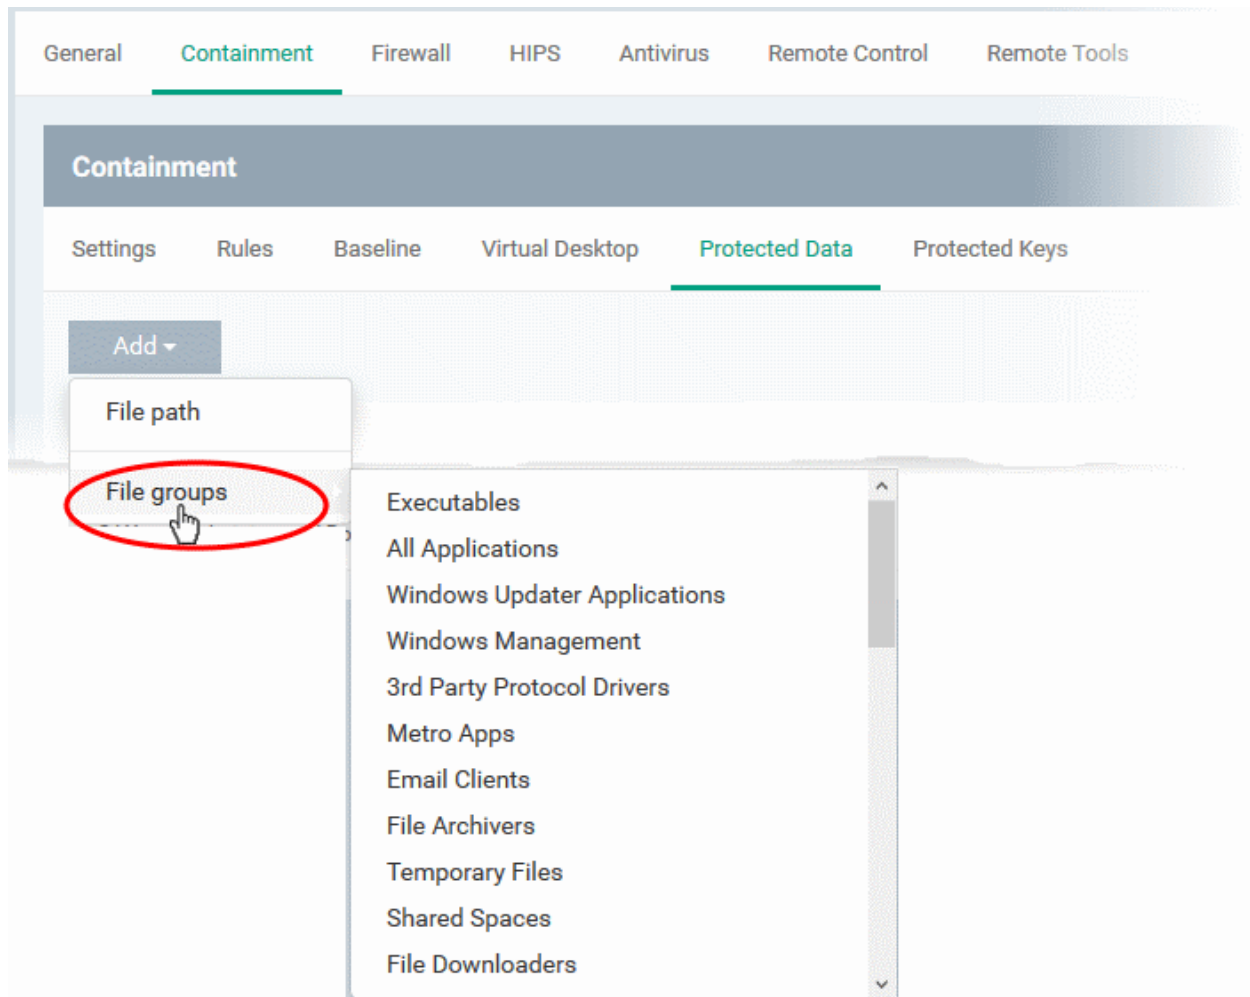 General Containment Firewall HIPS Antivirus Remote Control Remote Tools
Containment
Settings Rules Baseline Virtual Desktop Protected Data Protected Keys
Add
File path
File groups
Executables
All Applications
Windows Updater Applications
Windows Management
3rd Party Protocol Drivers
Metro Apps
Email Clients
File Archivers
Temporary Files
Shared Spaces
File Downloaders